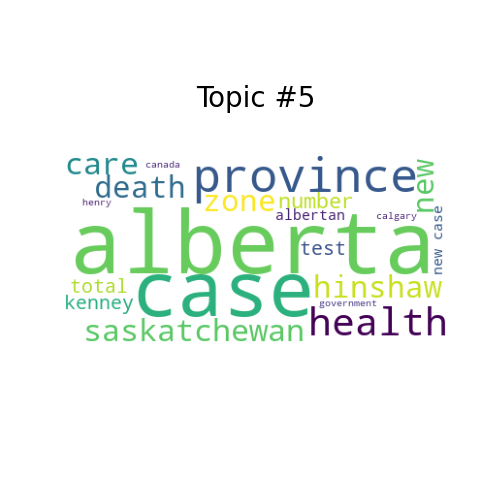 Topic #5
care
canada
death
province
new
henry
zone
number
albertan
calgary
alberta
test
new case
case
total
hinshaw
kenney
government
saskatchewan
health